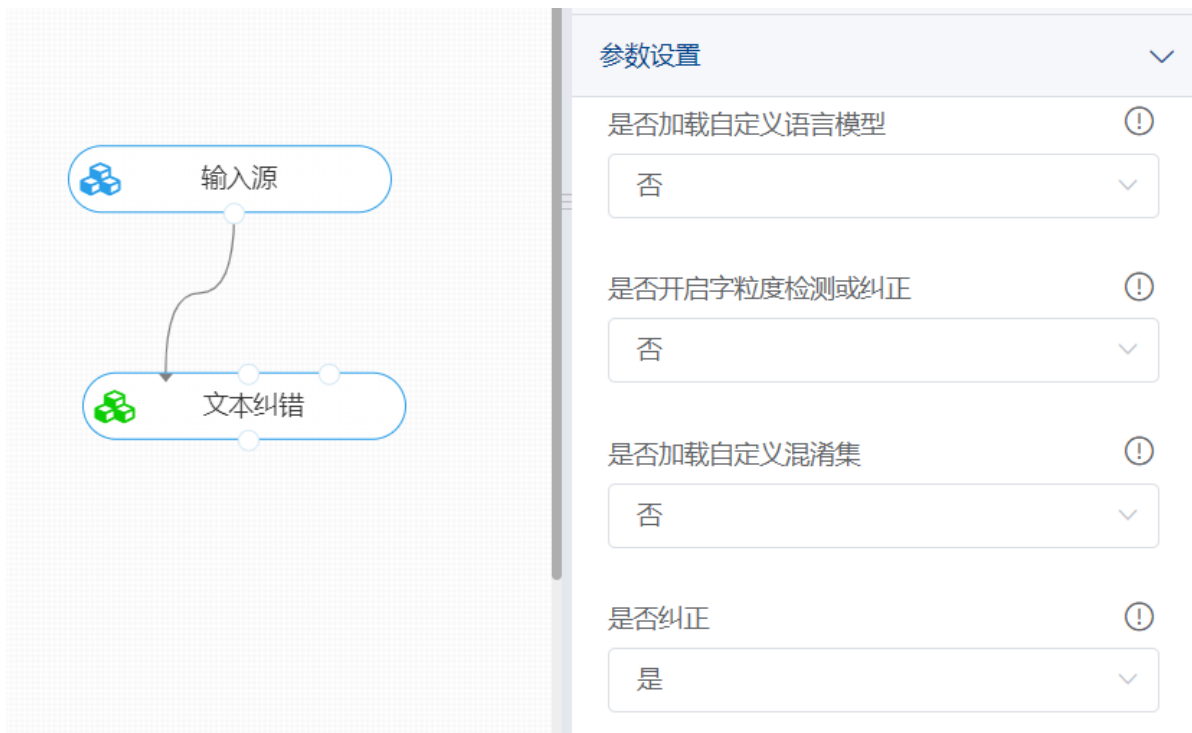 输入源
文本纠错
参数设置
是否加载自定义语言模型
否
是否开启字粒度检测或纠正
否
是否加载自定义混淆集
否
是否纠正
是